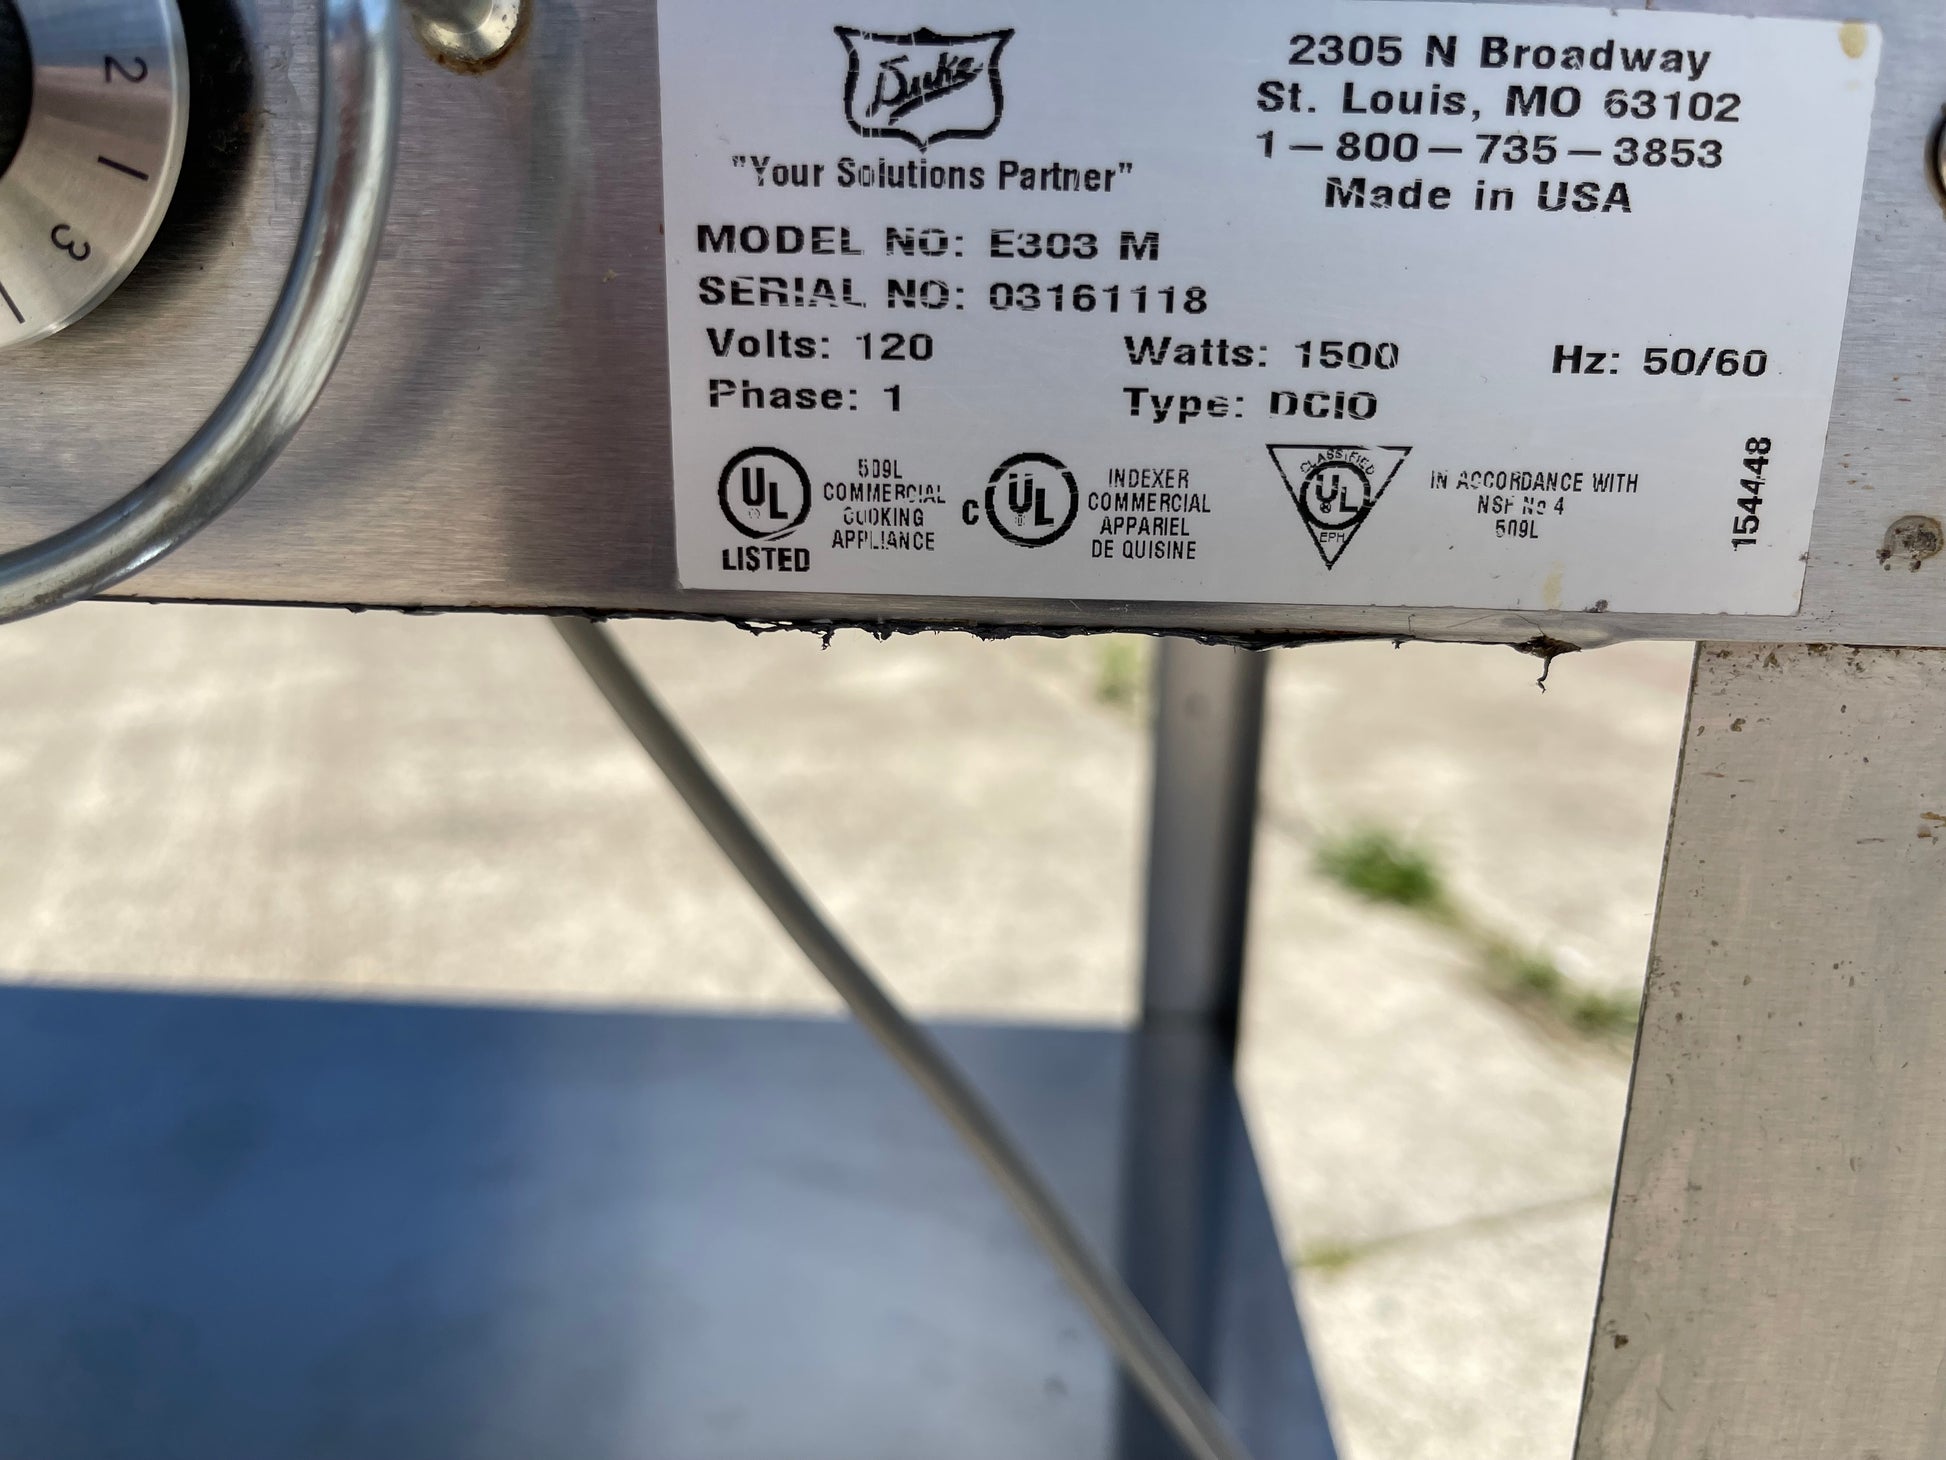 2
3
Duke
"Your Solutions Partner"
2305 N Broadway
St. Louis, MO 63102
1-800-735-3853
Made in USA
MODEL NO: E303 M
SERIAL NO: 03161118
Volts: 120 Watts: 1500 Hz: 50/60
Phase: 1 Type: DCIO
UL
LISTED
509L
COMMERCIAL
COOKING
APPLIANCE
C UL
INDEXER
COMMERCIAL
APPARIEL
DE QUISINE
CLASSIFIED
UL
EPH
IN ACCORDANCE WITH
NSF No 4
509L
154448